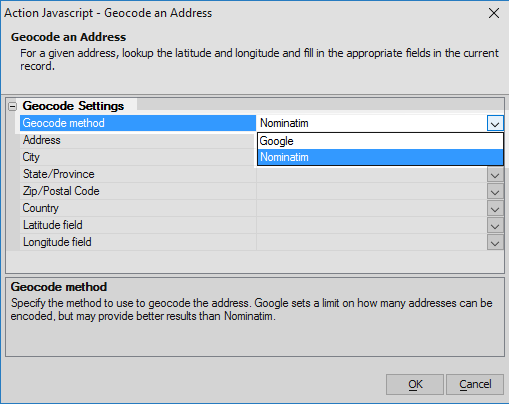 Action Javascript - Geocode an Address
Geocode an Address
For a given address, lookup the latitude and longitude and fill in the appropriate fields in the current
record.
Geocode Settings
Geocode method Nominatim
Address Google
City Nominatim
State/Province
Zip/Postal Code
Country
Latitude field
Longitude field
Geocode method
Specify the method to use to geocode the address. Google sets a limit on how many addresses can be
encoded, but may provide better results than Nominatim.
OK Cancel